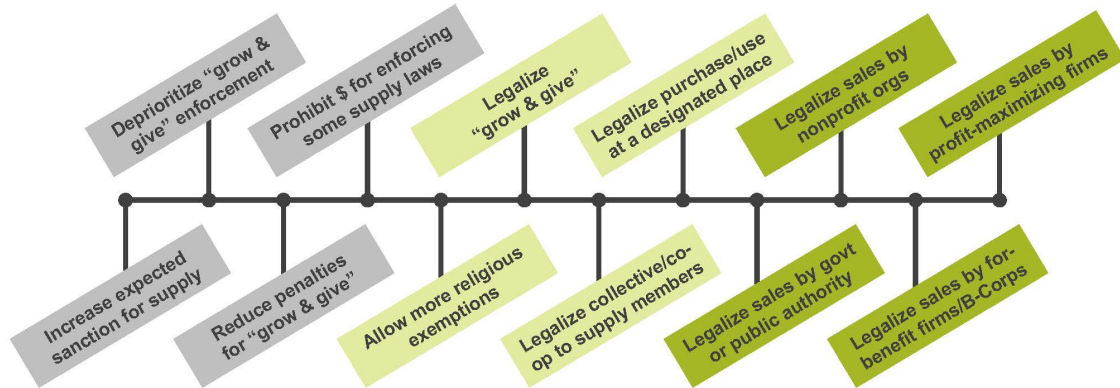 Deprioritize “grow &
give” enforcement
Prohibit $ for enforcing
some supply laws
Legalize
“grow & give”
Legalize purchase/use
at a designated place
Legalize sales by
nonprofit orgs
Legalize sales by
profit-maximizing firms
Increase expected
sanction for supply
Reduce penalties
for “grow & give”
Allow more religious
exemptions
Legalize collective/co-
op to supply members
Legalize sales by govt
or public authority
Legalize sales by for-
benefit firms/B-Corps